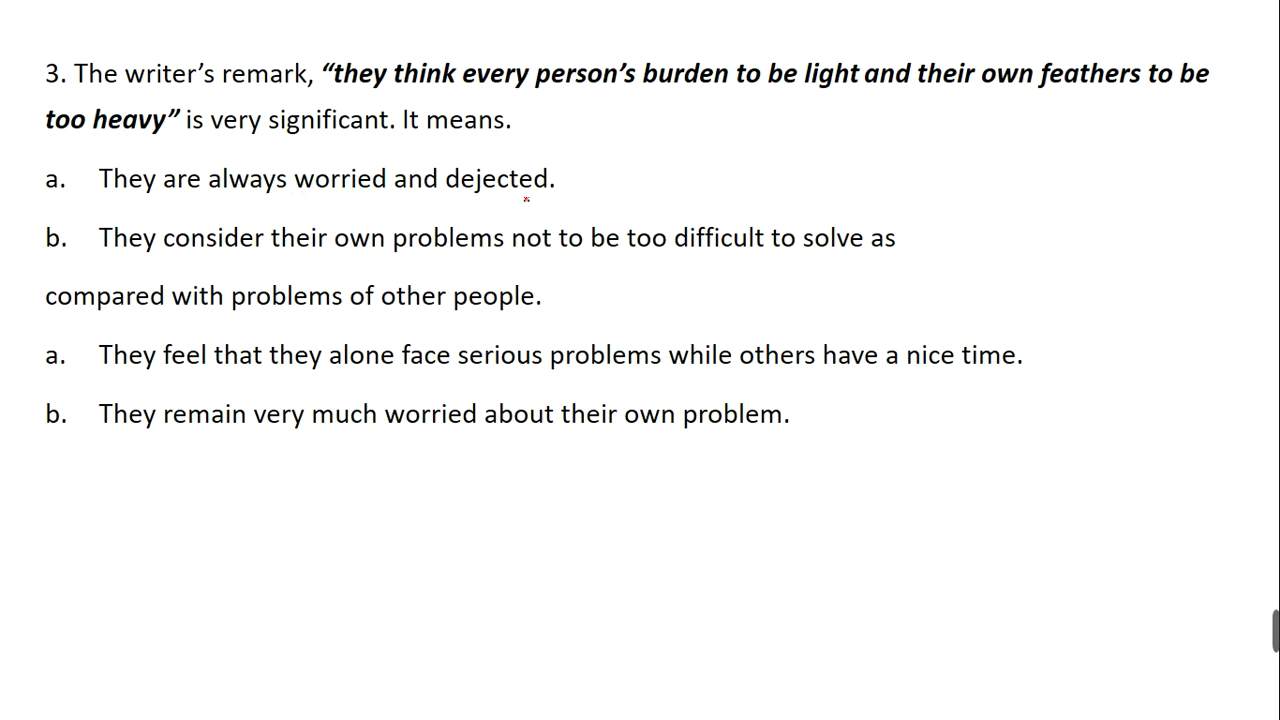 3. The writer’s remark, “they think every person’s burden to be light and their own feathers to be
too heavy” is very significant. It means.
a. They are always worried and dejected.
b. They consider their own problems not to be too difficult to solve as
compared with problems of other people.
a. They feel that they alone face serious problems while others have a nice time.
b. They remain very much worried about their own problem.